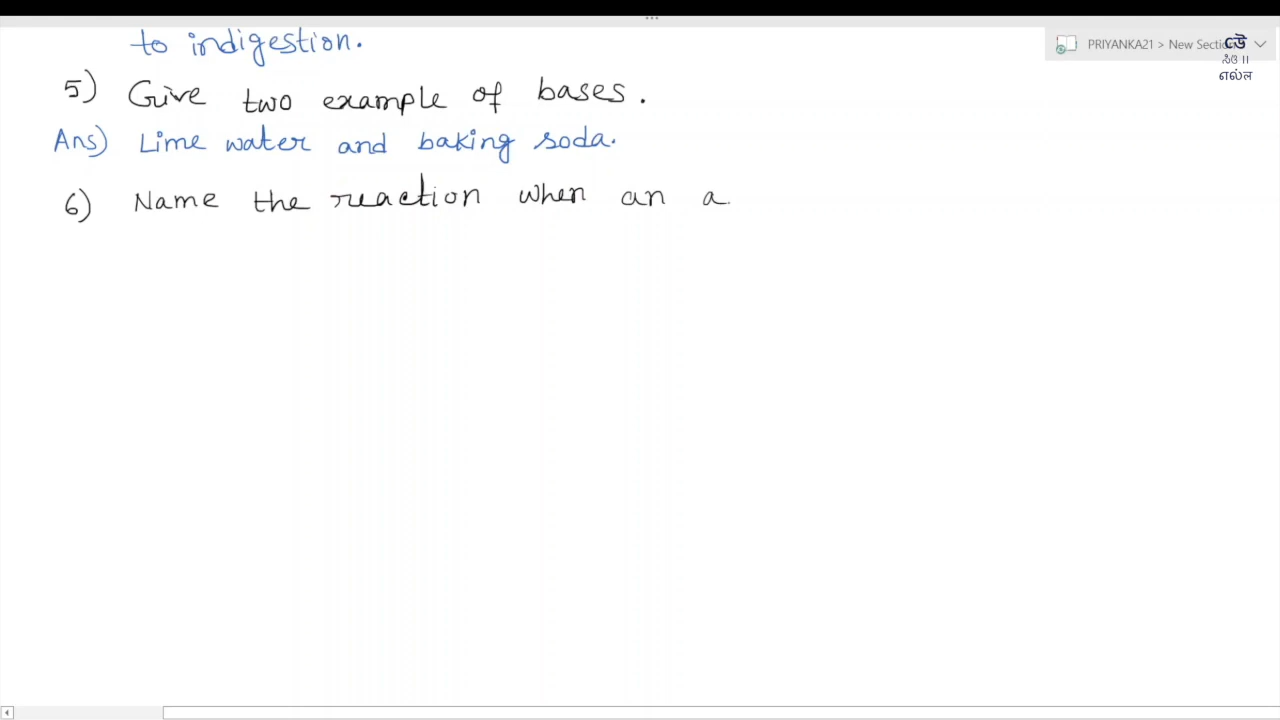 to indigestion.
PRIYANKA21 > New Section
5) Give two example of bases.
Ans) Lime water and baking soda.
6) Name the reaction when an a